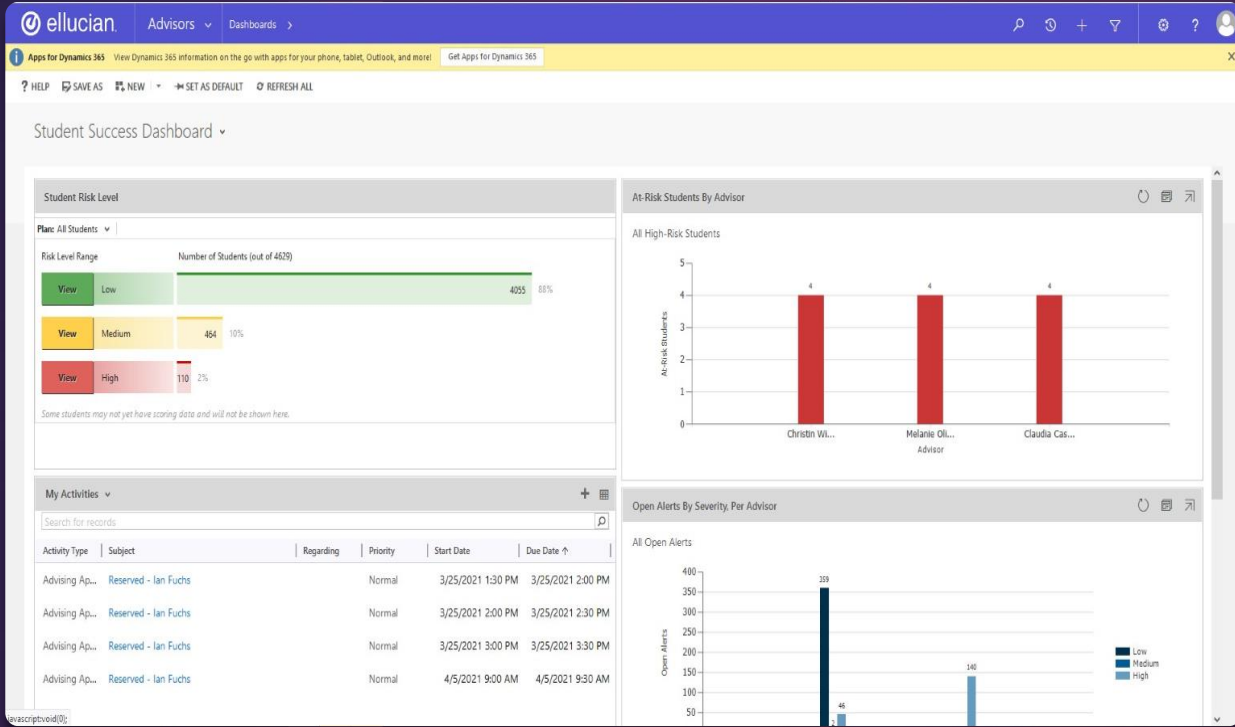 ellucian. Advisors Dashboards
Apps for Dynamics 365 View Dynamics 365 information on the go with apps for your phone, tablet, Outlook, and more! Get Apps for Dynamics 365 X
? HELP SAVE AS NEW SET AS DEFAULT REFRESH ALL
Student Success Dashboard
Student Risk Level
Plan: All Students
Risk Level Range Number of Students (out of 4629)
View Low 4055 88%
View Medium 464 10%
View High 110 2%
Some students may not yet have scoring data and will not be shown here.
At-Risk Students By Advisor
All High-Risk Students
5
4
3
2
1
0
At-Risk Students
4 4 4
Christin Wi... Melanie Oli... Claudia Cas...
Advisor
My Activities
Search for records
Activity Type Subject Regarding Priority Start Date Due Date
Advising Ap... Reserved - Ian Fuchs Normal 3/25/2021 1:30 PM 3/25/2021 2:00 PM
Advising Ap... Reserved - Ian Fuchs Normal 3/25/2021 2:00 PM 3/25/2021 2:30 PM
Advising Ap... Reserved - Ian Fuchs Normal 3/25/2021 3:00 PM 3/25/2021 3:30 PM
Advising Ap... Reserved - Ian Fuchs Normal 4/5/2021 9:00 AM 4/5/2021 9:30 AM
Open Alerts By Severity, Per Advisor
All Open Alerts
400
350
300
250
200
150
100
50
Open Alerts
359
2
46
140
Low
Medium
High
javascript:void(0);